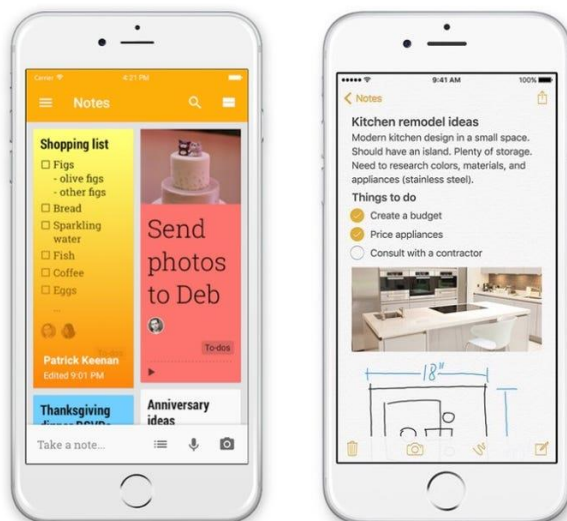 Carrier 4:21 PM
Notes
Shopping list
Figs
- olive figs
- other figs
Bread
Sparkling
water
Fish
Coffee
Eggs
...
Patrick Keenan
Edited 9:01 PM
Send
photos
to Deb
To-dos
Thanksgiving
dinner RSVPs
Anniversary
ideas
Take a note...
9:41 AM 100%
Notes
Kitchen remodel ideas
Modern kitchen design in a small space.
Should have an island. Plenty of storage.
Need to research colors, materials, and
appliances (stainless steel).
Things to do
Create a budget
Price appliances
Consult with a contractor
18"